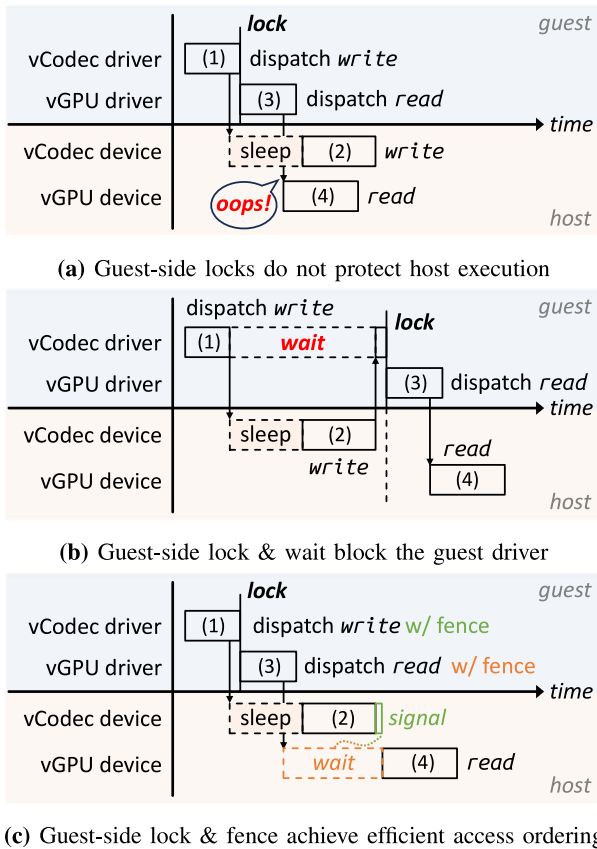 lock
guest
vCodec driver (1) dispatch write
vGPU driver (3) dispatch read
time
vCodec device sleep (2) write
vGPU device oops! (4) read
host
(a) Guest-side locks do not protect host execution
dispatch write
guest
lock
vCodec driver (1) wait
vGPU driver (3) dispatch read
time
vCodec device sleep (2)
read
write
vGPU device (4)
host
(b) Guest-side lock & wait block the guest driver
lock
guest
vCodec driver (1) dispatch write w/ fence
vGPU driver (3) dispatch read w/ fence
time
vCodec device sleep (2) signal
vGPU device wait (4) read
host
(c) Guest-side lock & fence achieve efficient access ordering